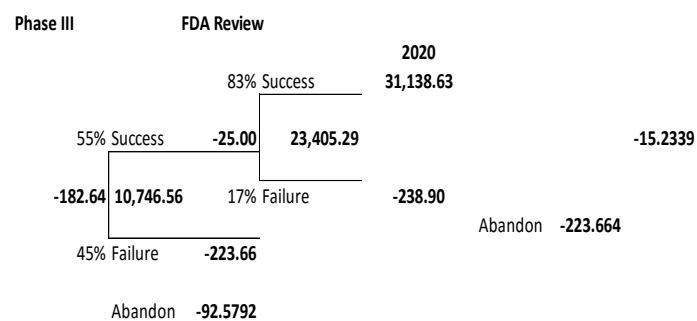 Phase III FDA Review
2020
83% Success 31,138.63
55% Success -25.00 23,405.29 -15.2339
-182.64 10,746.56 17% Failure -238.90
Abandon -223.664
45% Failure -223.66
Abandon -92.5792